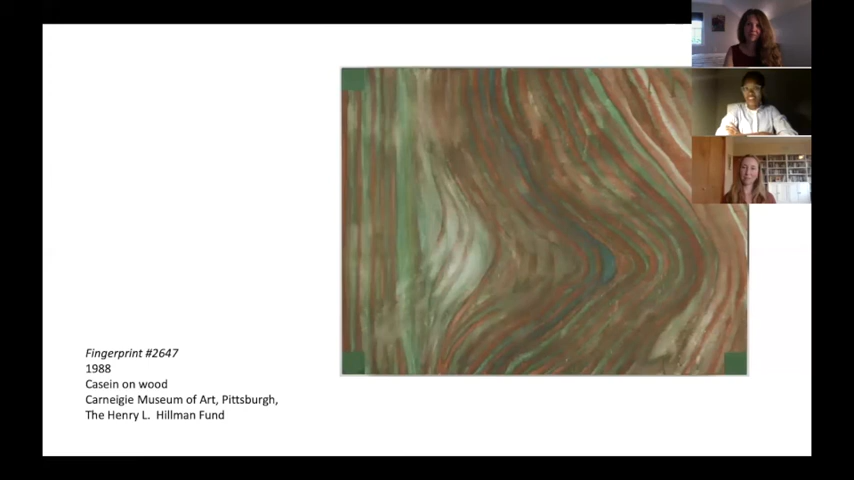 Fingerprint #2647
1988
Casein on wood
Carneigie Museum of Art, Pittsburgh,
The Henry L. Hillman Fund